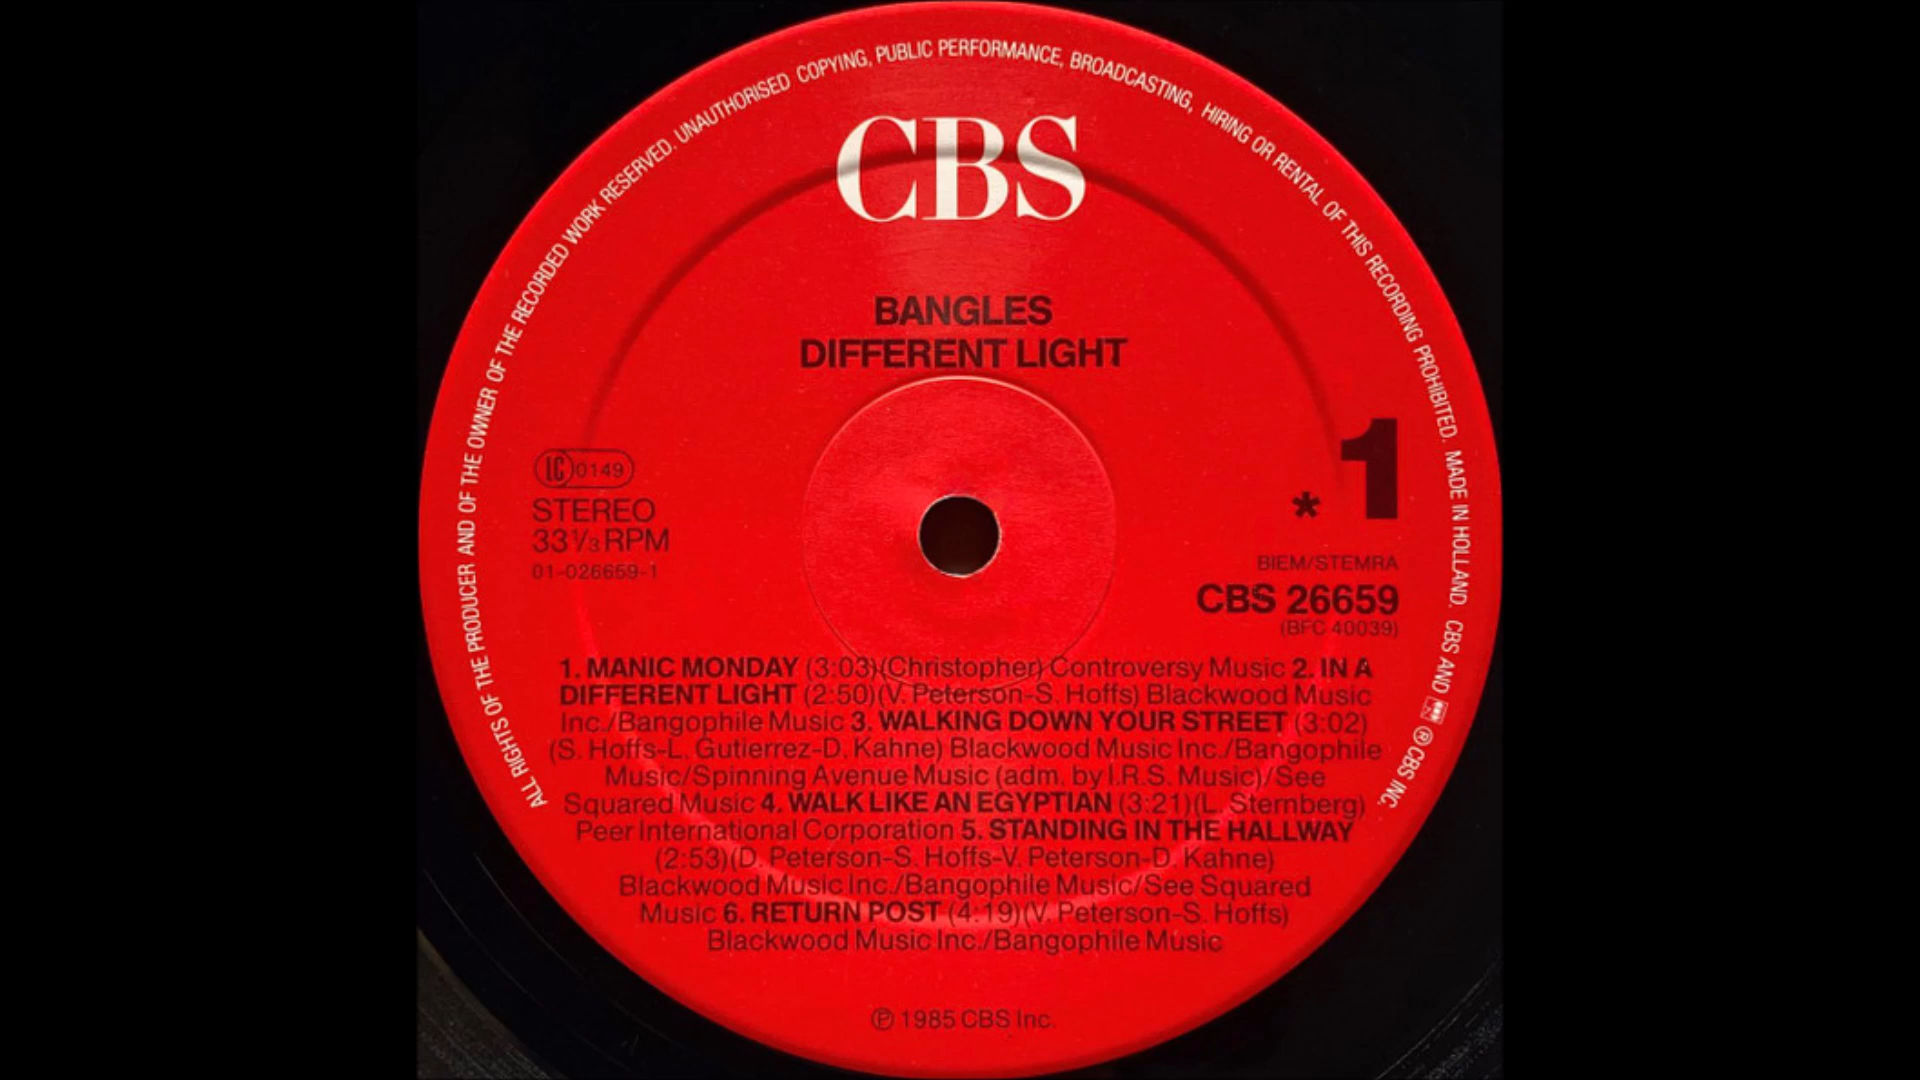 ALL RIGHTS OF THE PRODUCER AND OF THE OWNER OF THE RECORDED WORK RESERVED. UNAUTHORISED COPYING, PUBLIC PERFORMANCE, BROADCASTING, HIRING OR RENTAL OF THIS RECORDING PROHIBITED. MADE IN HOLLAND. CBS AND ® CBS INC.
CBS
BANGLES
DIFFERENT LIGHT
1
*
LC 0149
STEREO
33⅓ RPM
01-026659-1
BIEM/STEMRA
CBS 26659
(BFC 40039)
1. MANIC MONDAY (3:03)(Christopher) Controversy Music 2. IN A
DIFFERENT LIGHT (2:50)(V. Peterson-S. Hoffs) Blackwood Music
Inc./Bangophile Music 3. WALKING DOWN YOUR STREET (3:02)
(S. Hoffs-L. Gutierrez-D. Kahne) Blackwood Music Inc./Bangophile
Music/Spinning Avenue Music (adm. by I.R.S. Music)/See
Squared Music 4. WALK LIKE AN EGYPTIAN (3:21)(L. Sternberg)
Peer International Corporation 5. STANDING IN THE HALLWAY
(2:53)(D. Peterson-S. Hoffs-V. Peterson-D. Kahne)
Blackwood Music Inc./Bangophile Music/See Squared
Music 6. RETURN POST (4:19)(V. Peterson-S. Hoffs)
Blackwood Music Inc./Bangophile Music
℗ 1985 CBS Inc.